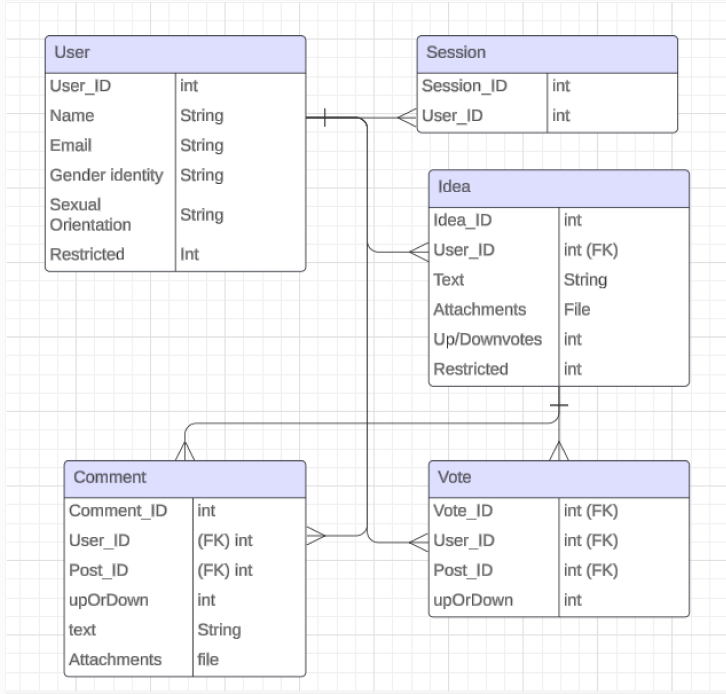 User
User_ID int
Name String
Email String
Gender identity String
Sexual
Orientation String
Restricted Int
Session
Session_ID int
User_ID int
Idea
Idea_ID int
User_ID int (FK)
Text String
Attachments File
Up/Downvotes int
Restricted int
Comment
Comment_ID int
User_ID (FK) int
Post_ID (FK) int
upOrDown int
text String
Attachments file
Vote
Vote_ID int (FK)
User_ID int (FK)
Post_ID int (FK)
upOrDown int